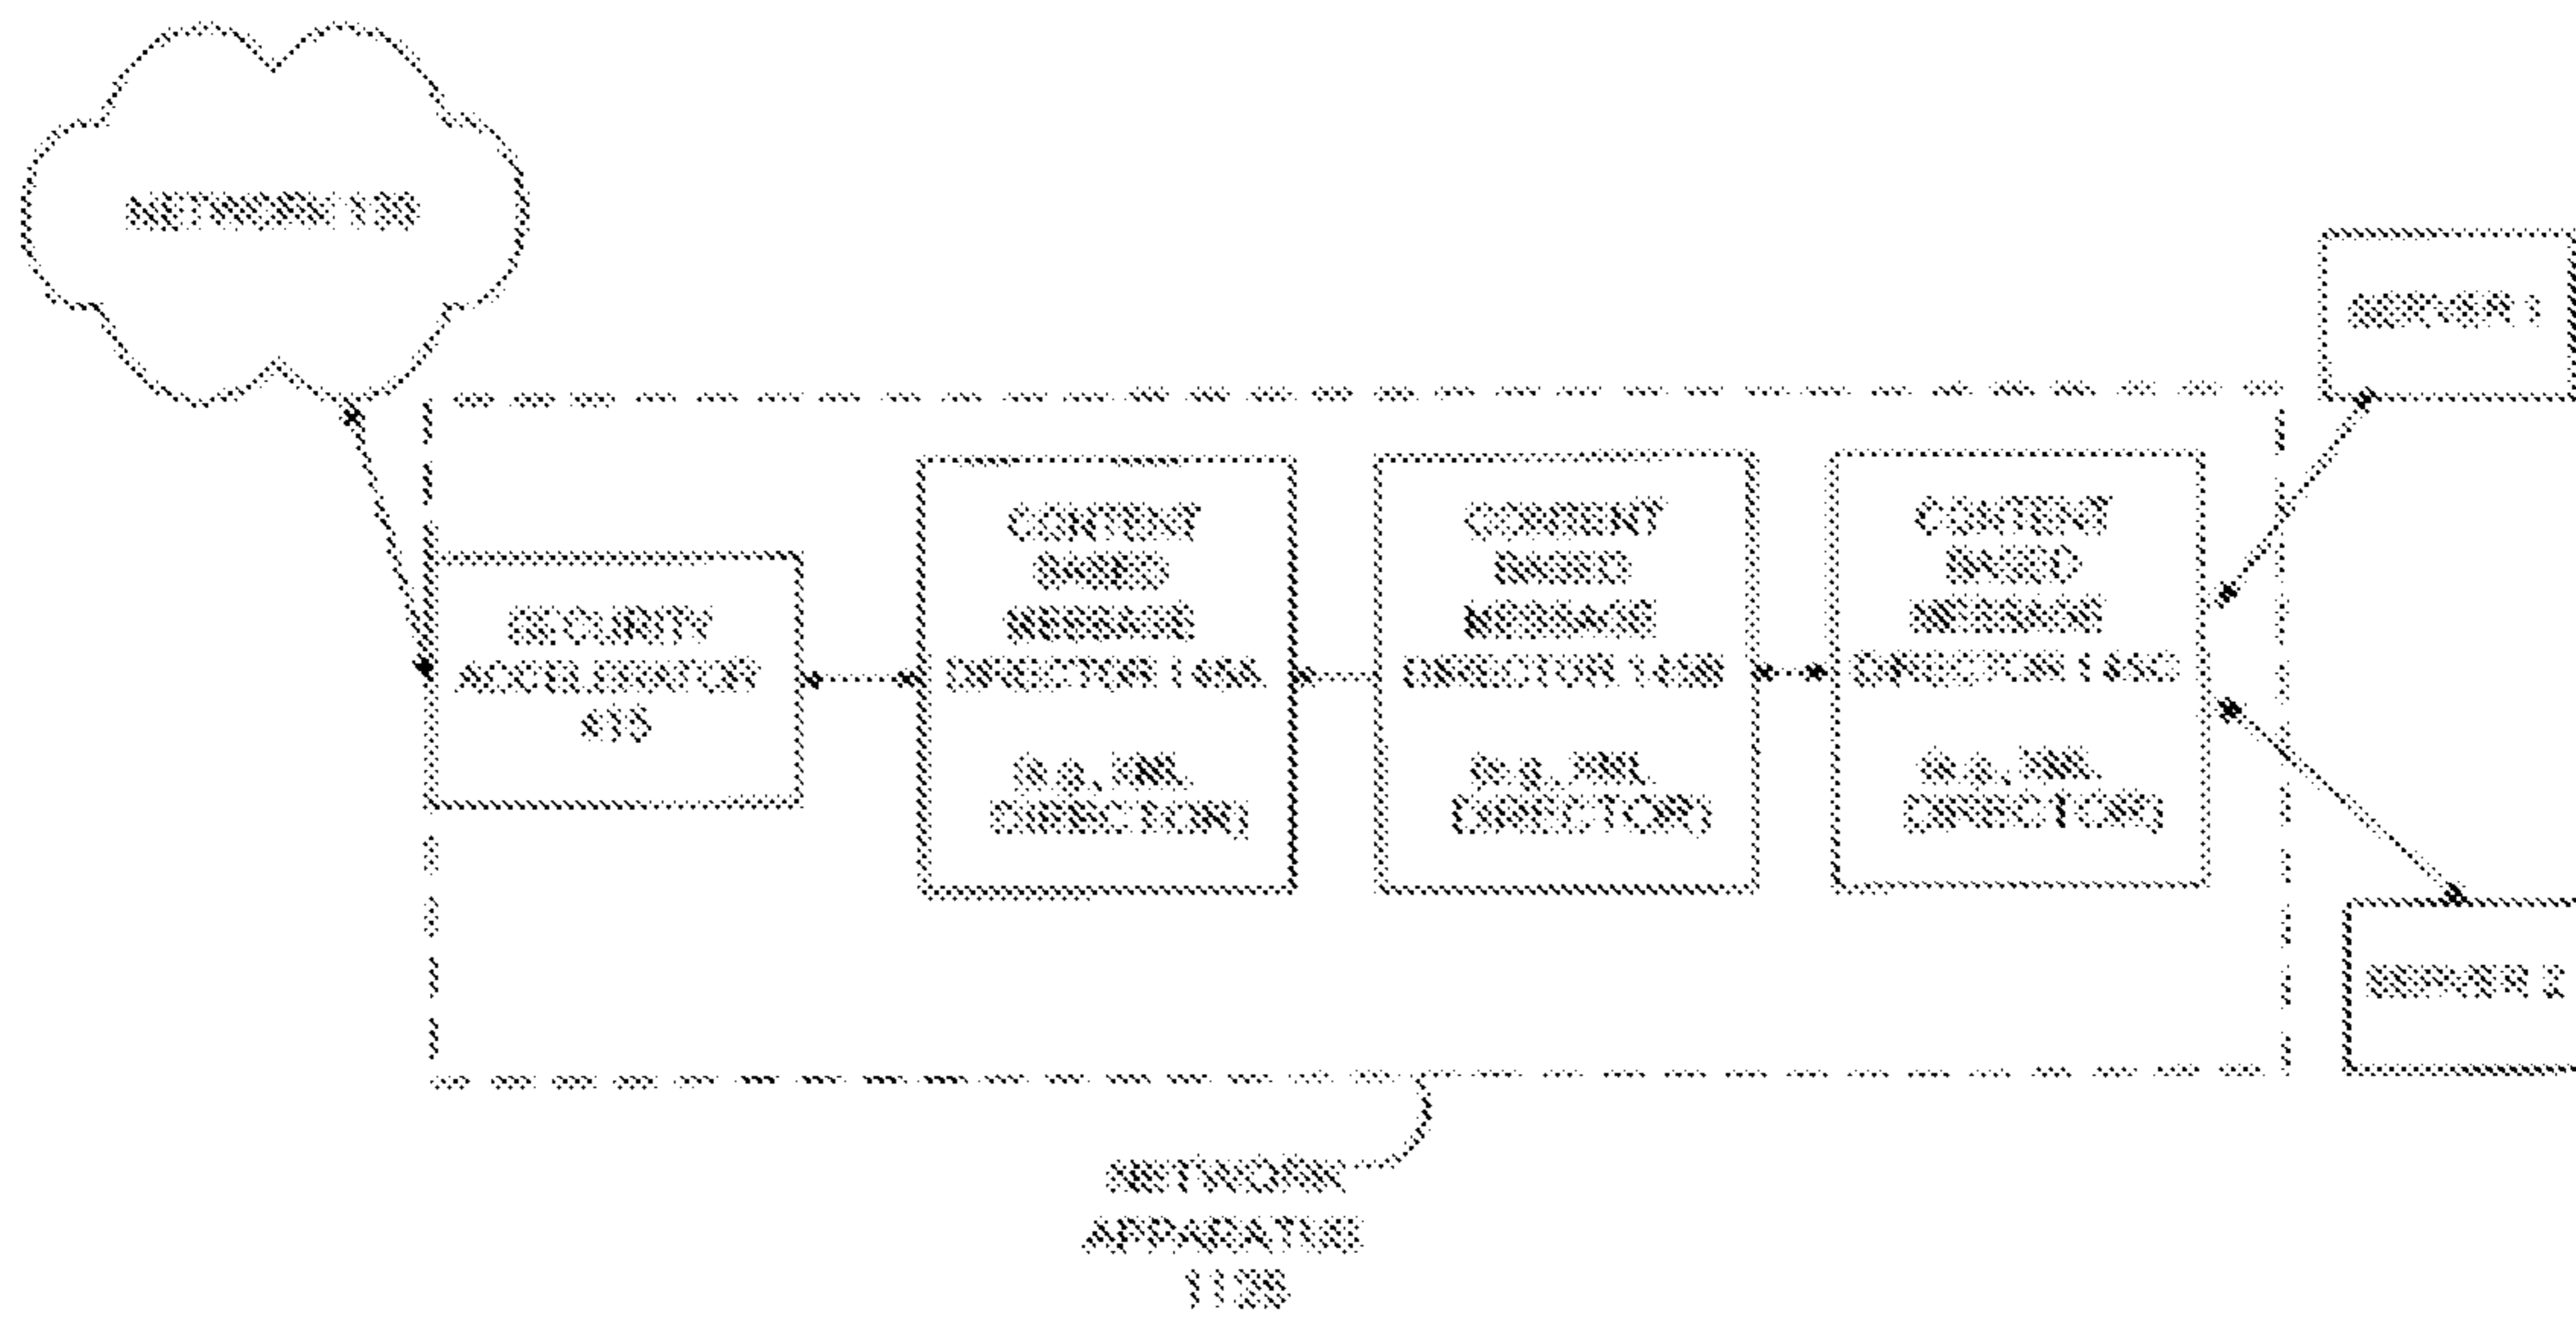 NETWORK
SERVER 1
SECURITY
ACCELERATOR
CONTENT
BASED
MESSAGE
DIRECTOR
(e.g., XML
DIRECTOR)
CONTENT
BASED
MESSAGE
DIRECTOR
(e.g., XML
DIRECTOR)
CONTENT
BASED
MESSAGE
DIRECTOR
(e.g., XML
DIRECTOR)
SERVER 2
NETWORK
APPARATUS